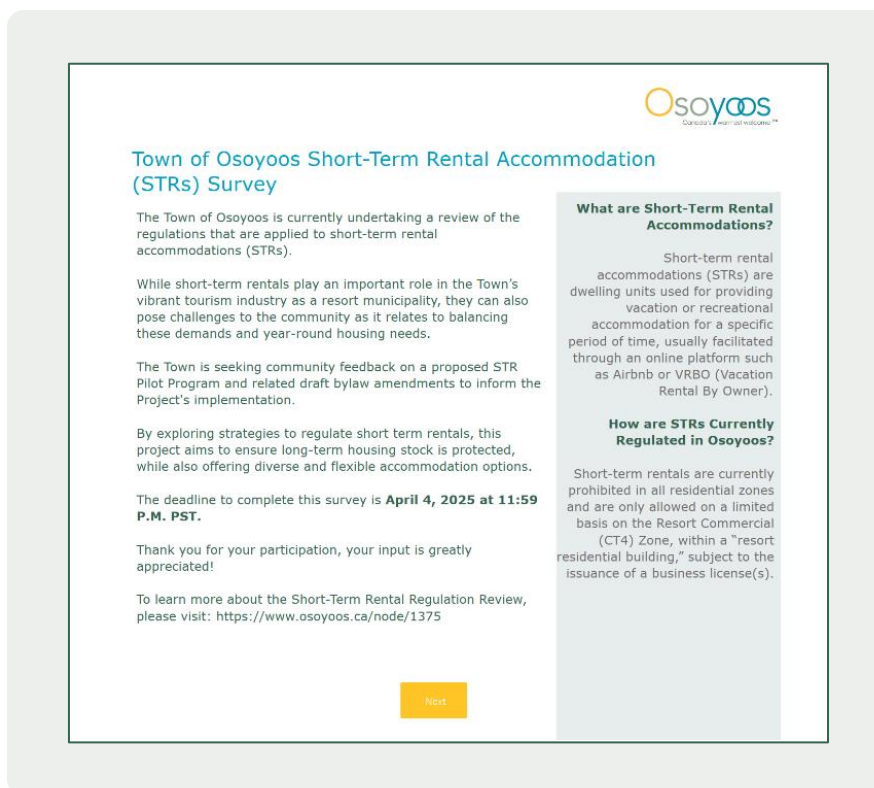 Osoyoos
Canada's warmest welcome ™
Town of Osoyoos Short-Term Rental Accommodation
(STRs) Survey
The Town of Osoyoos is currently undertaking a review of the
regulations that are applied to short-term rental
accommodations (STRs).
While short-term rentals play an important role in the Town's
vibrant tourism industry as a resort municipality, they can also
pose challenges to the community as it relates to balancing
these demands and year-round housing needs.
The Town is seeking community feedback on a proposed STR
Pilot Program and related draft bylaw amendments to inform the
Project's implementation.
By exploring strategies to regulate short term rentals, this
project aims to ensure long-term housing stock is protected,
while also offering diverse and flexible accommodation options.
The deadline to complete this survey is April 4, 2025 at 11:59
P.M. PST.
Thank you for your participation, your input is greatly
appreciated!
To learn more about the Short-Term Rental Regulation Review,
please visit: https://www.osoyoos.ca/node/1375
What are Short-Term Rental
Accommodations?
Short-term rental
accommodations (STRs) are
dwelling units used for providing
vacation or recreational
accommodation for a specific
period of time, usually facilitated
through an online platform such
as Airbnb or VRBO (Vacation
Rental By Owner).
How are STRs Currently
Regulated in Osoyoos?
Short-term rentals are currently
prohibited in all residential zones
and are only allowed on a limited
basis on the Resort Commercial
(CT4) Zone, within a “resort
residential building,” subject to the
issuance of a business license(s).
Next